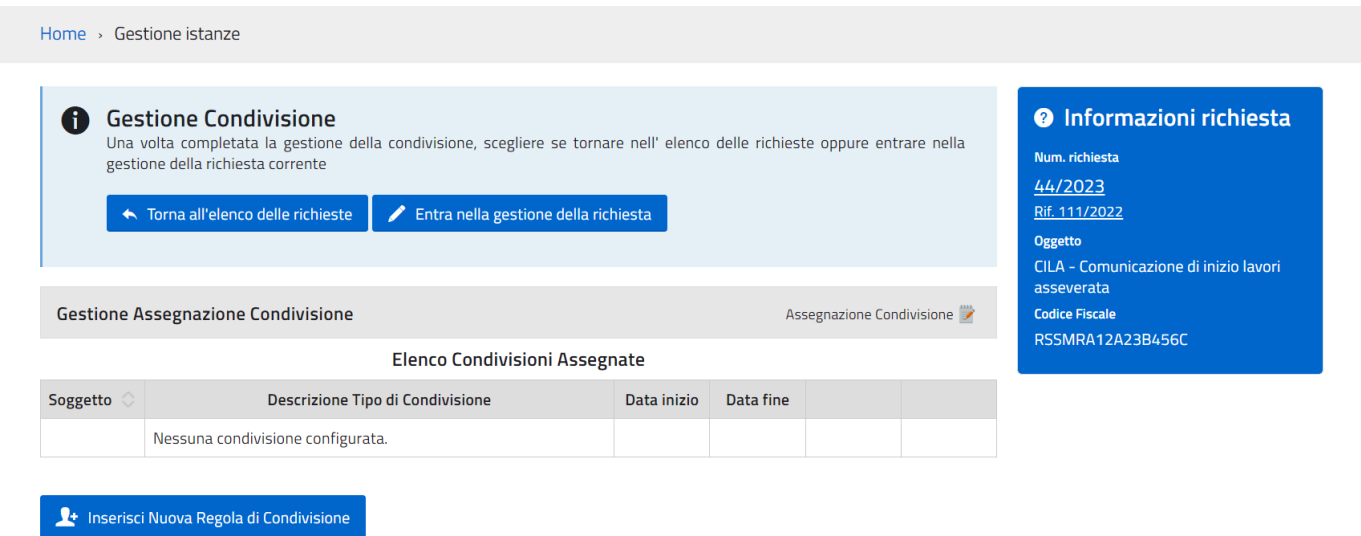 Home › Gestione istanze
Gestione Condivisione
Una volta completata la gestione della condivisione, scegliere se tornare nell' elenco delle richieste oppure entrare nella
gestione della richiesta corrente
Torna all'elenco delle richieste
Entra nella gestione della richiesta
Gestione Assegnazione Condivisione
Assegnazione Condivisione
Elenco Condivisioni Assegnate
Soggetto Descrizione Tipo di Condivisione Data inizio Data fine
Nessuna condivisione configurata.
Inserisci Nuova Regola di Condivisione
Informazioni richiesta
Num. richiesta
44/2023
Rif. 111/2022
Oggetto
CILA - Comunicazione di inizio lavori
asseverata
Codice Fiscale
RSSMRA12A23B456C